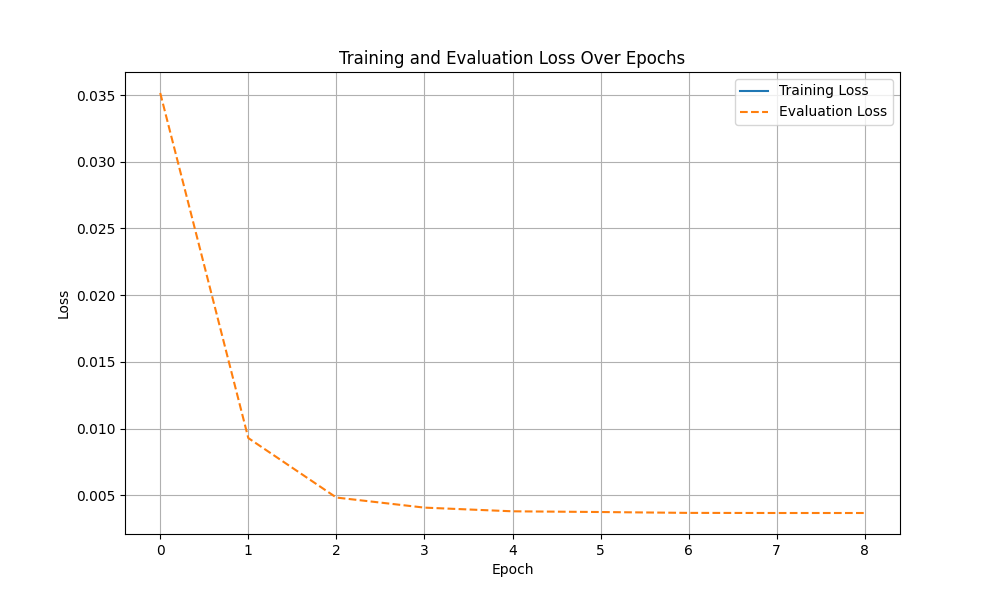 Training and Evaluation Loss Over Epochs
Training Loss
Evaluation Loss
Loss
0.035
0.030
0.025
0.020
0.015
0.010
0.005
0 1 2 3 4 5 6 7 8
Epoch